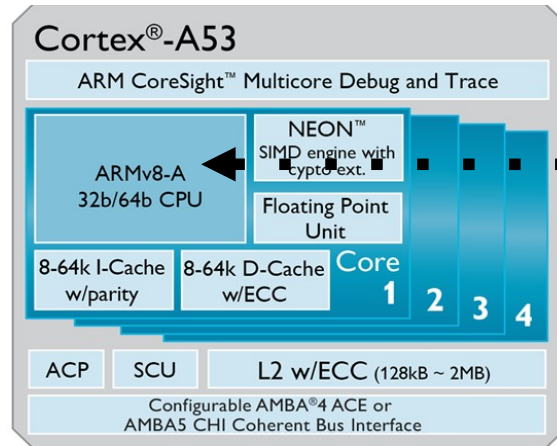 Cortex®-A53
ARM CoreSight™ Multicore Debug and Trace
ARMv8-A
32b/64b CPU
NEON™
SIMD engine with
cypto ext.
Floating Point
Unit
8-64k I-Cache
w/parity
8-64k D-Cache
w/ECC
Core
1
2
3
4
ACP
SCU
L2 w/ECC (128kB ~ 2MB)
Configurable AMBA®4 ACE or
AMBA5 CHI Coherent Bus Interface